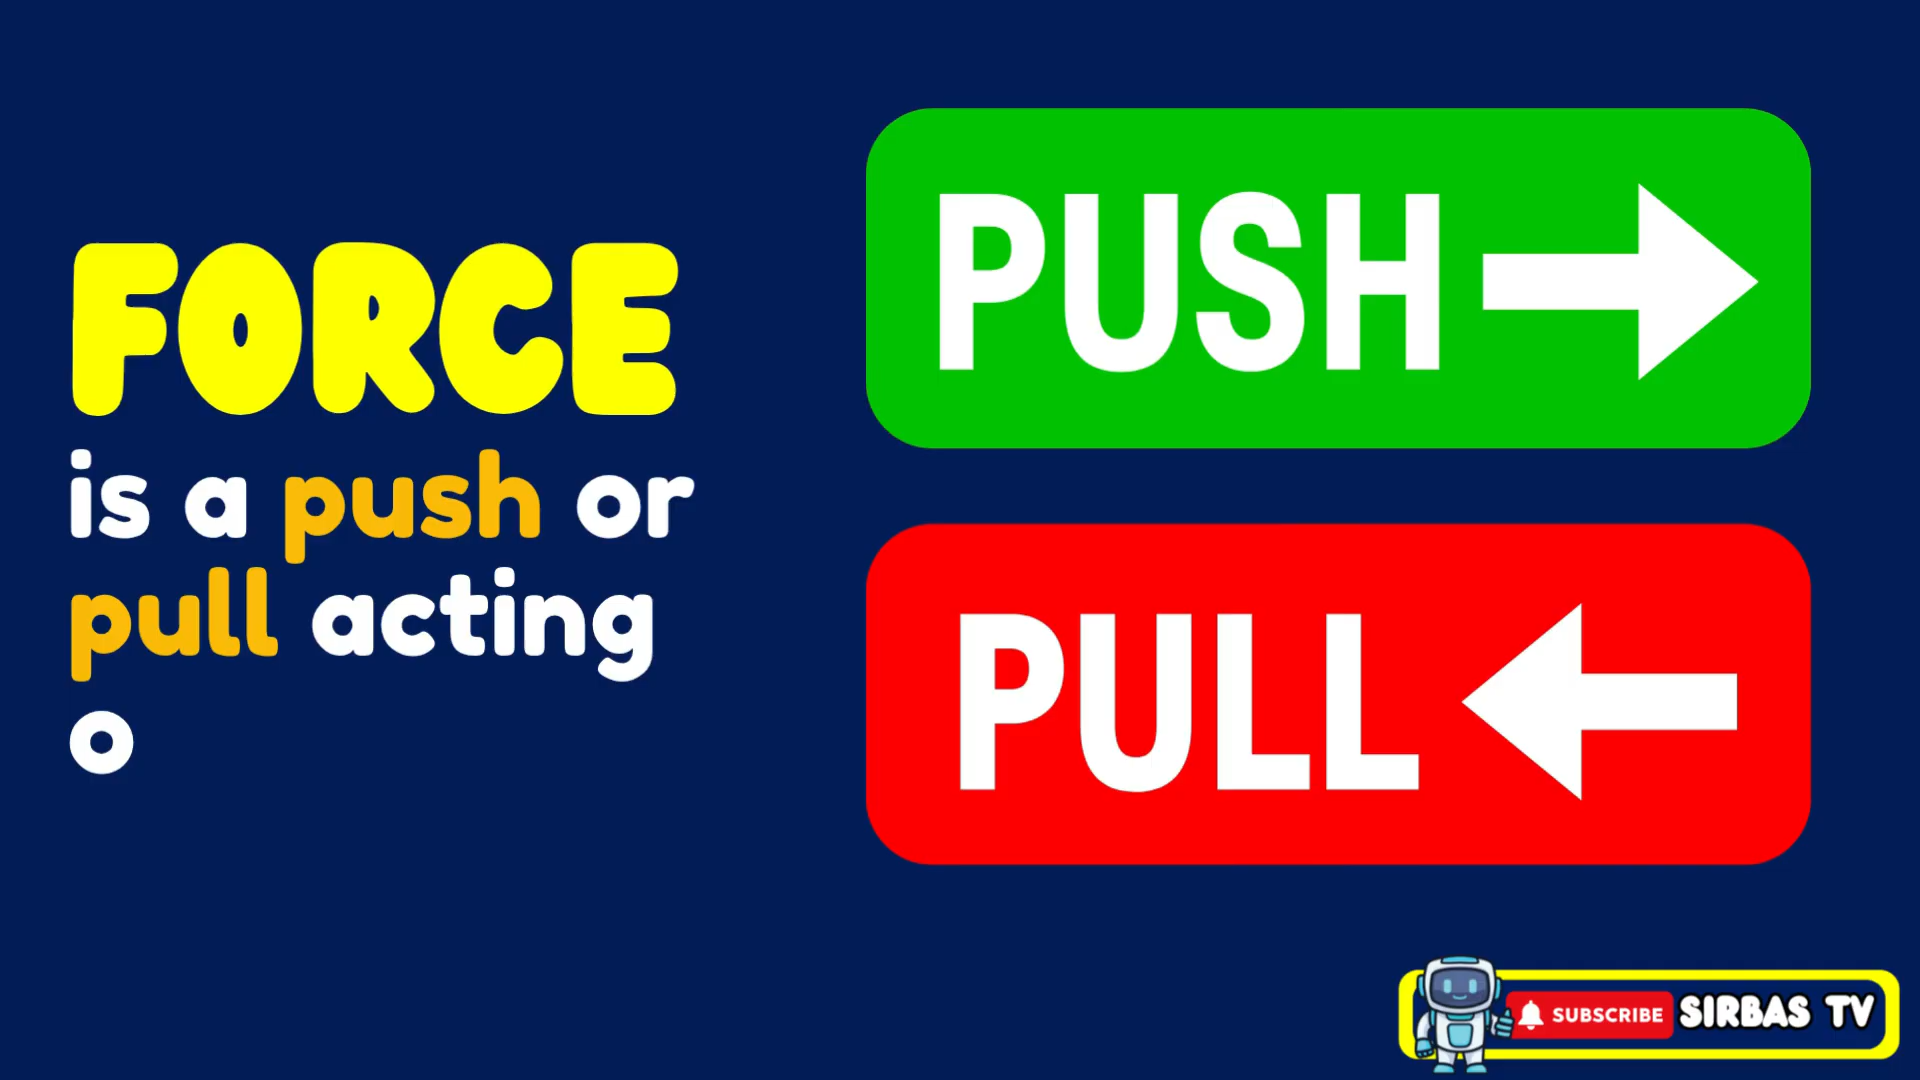 FORCE
is a push or
pull acting
o
PUSH
PULL
SUBSCRIBE SIRBAS TV